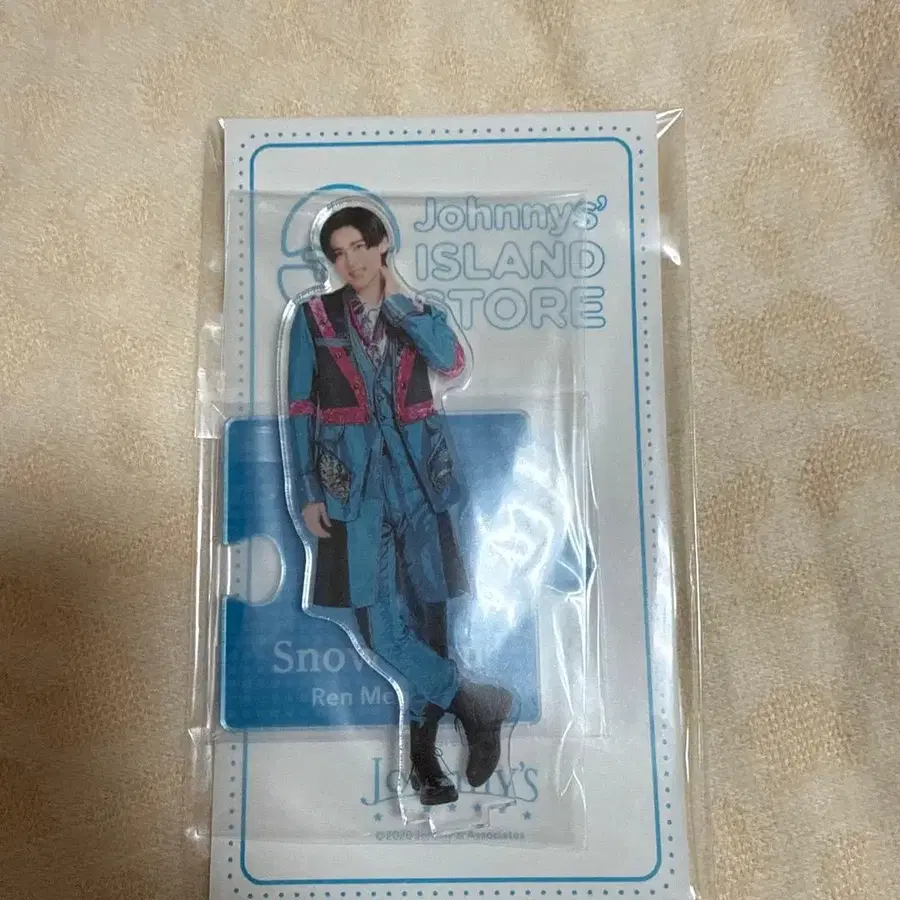 Johnnys'
ISLAND
STORE
Snow
Ren Me
Johnny's
©2020 Johnny & Associates